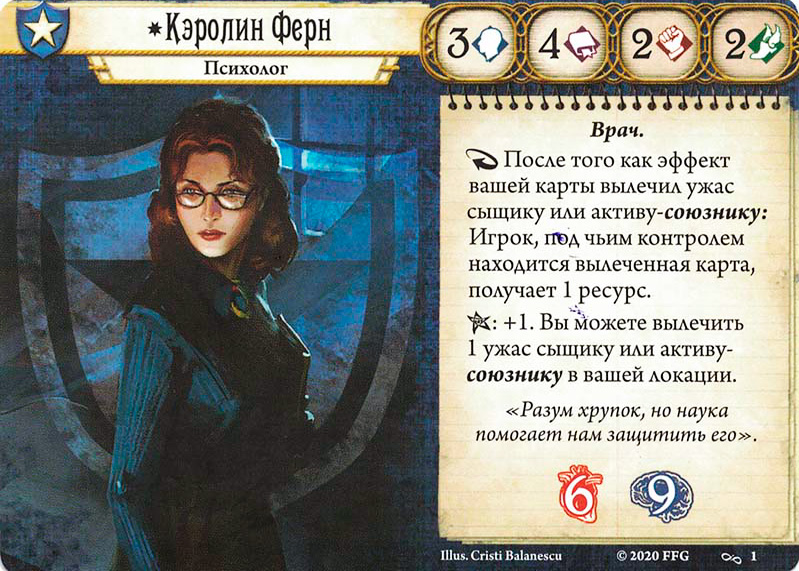 Кэролин Ферн
Психолог
3 4 2 2
Врач.
После того как эффект
вашей карты вылечил ужас
сыщику или активу-союзнику:
Игрок, под чьим контролем
находится вылеченная карта,
получает 1 ресурс.
: +1. Вы можете вылечить
1 ужас сыщику или активу-
союзнику в вашей локации.
«Разум хрупок, но наука
помогает нам защитить его».
6 9
Illus. Cristi Balanescu © 2020 FFG 1